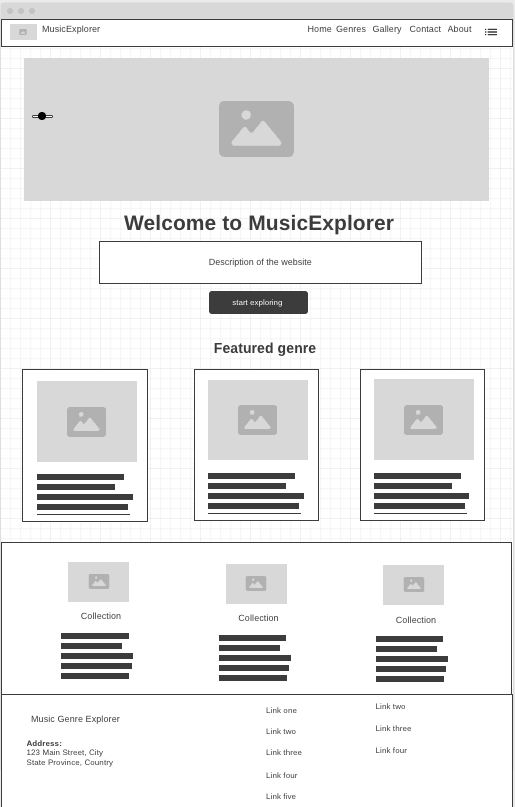 MusicExplorer
Home Genres Gallery Contact About
Welcome to MusicExplorer
Description of the website
start exploring
Featured genre
Collection
Collection
Collection
Music Genre Explorer
Address:
123 Main Street, City
State Province, Country
Link one
Link two
Link three
Link four
Link five
Link two
Link three
Link four